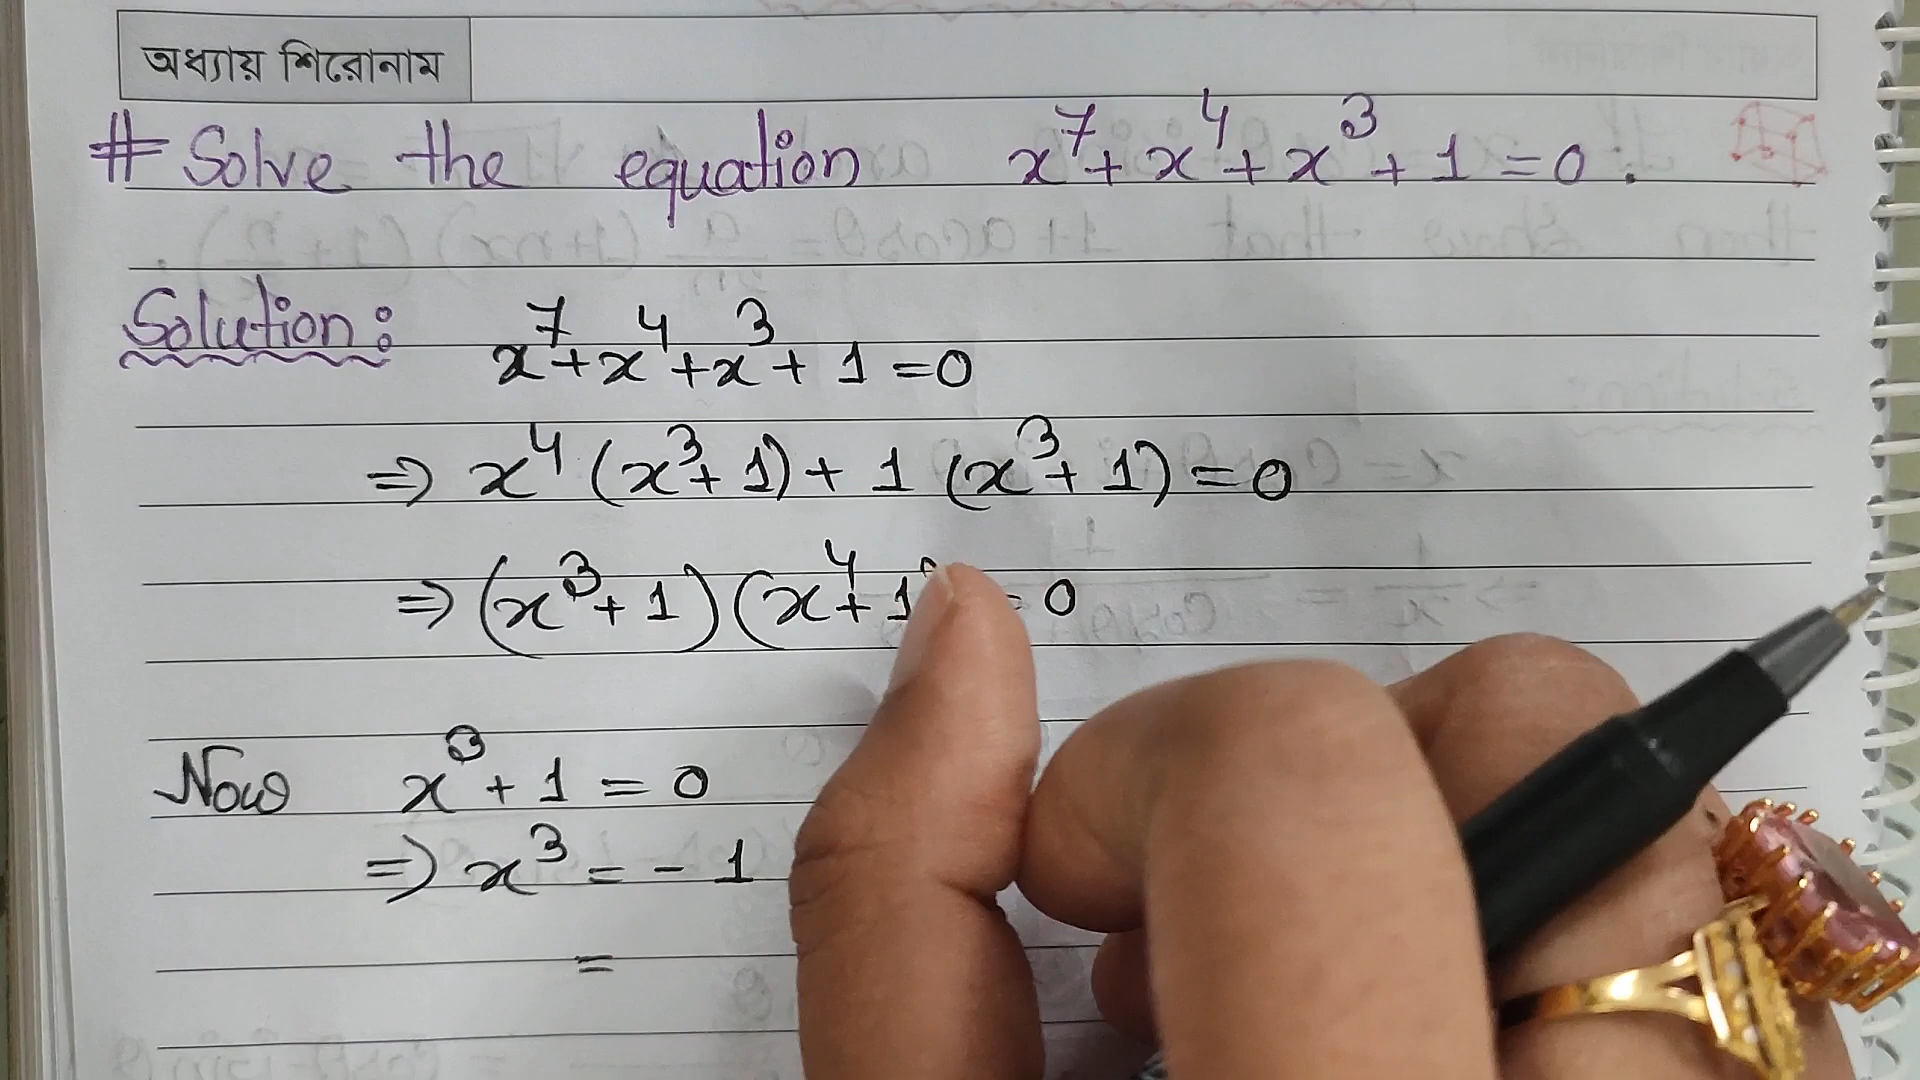 অধ্যায় শিরোনাম
# Solve the equation x⁷ + x⁴ + x³ + 1 = 0.
Solution: x⁷ + x⁴ + x³ + 1 = 0
⇒ x⁴ (x³ + 1) + 1 (x³ + 1) = 0
⇒ (x³ + 1) (x⁴ + 1 = 0
Now x³ + 1 = 0
⇒ x³ = - 1
=